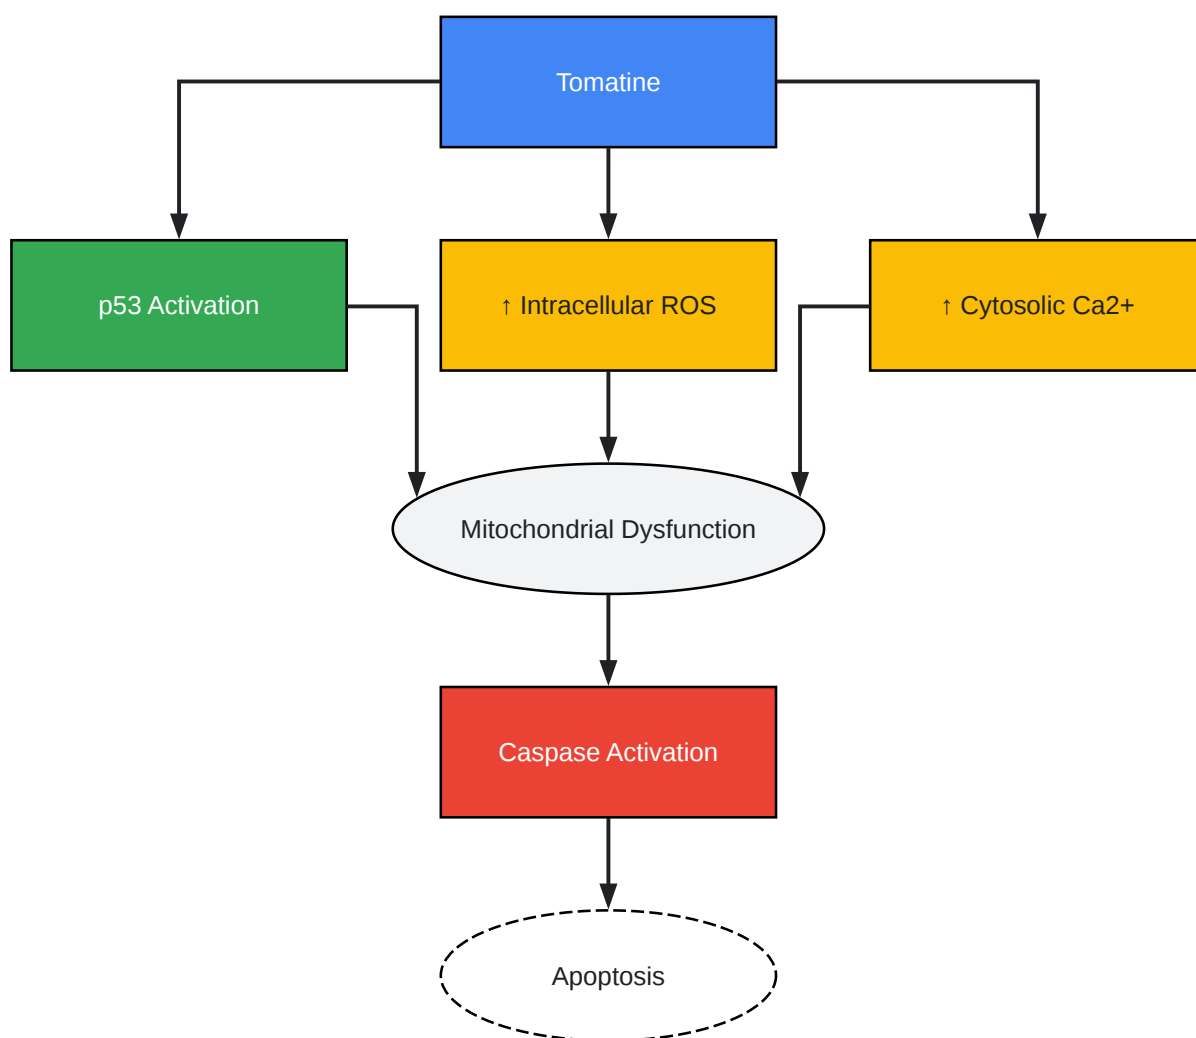 Tomatine
p53 Activation
↑ Intracellular ROS
↑ Cytosolic Ca2+
Mitochondrial Dysfunction
Caspase Activation
Apoptosis